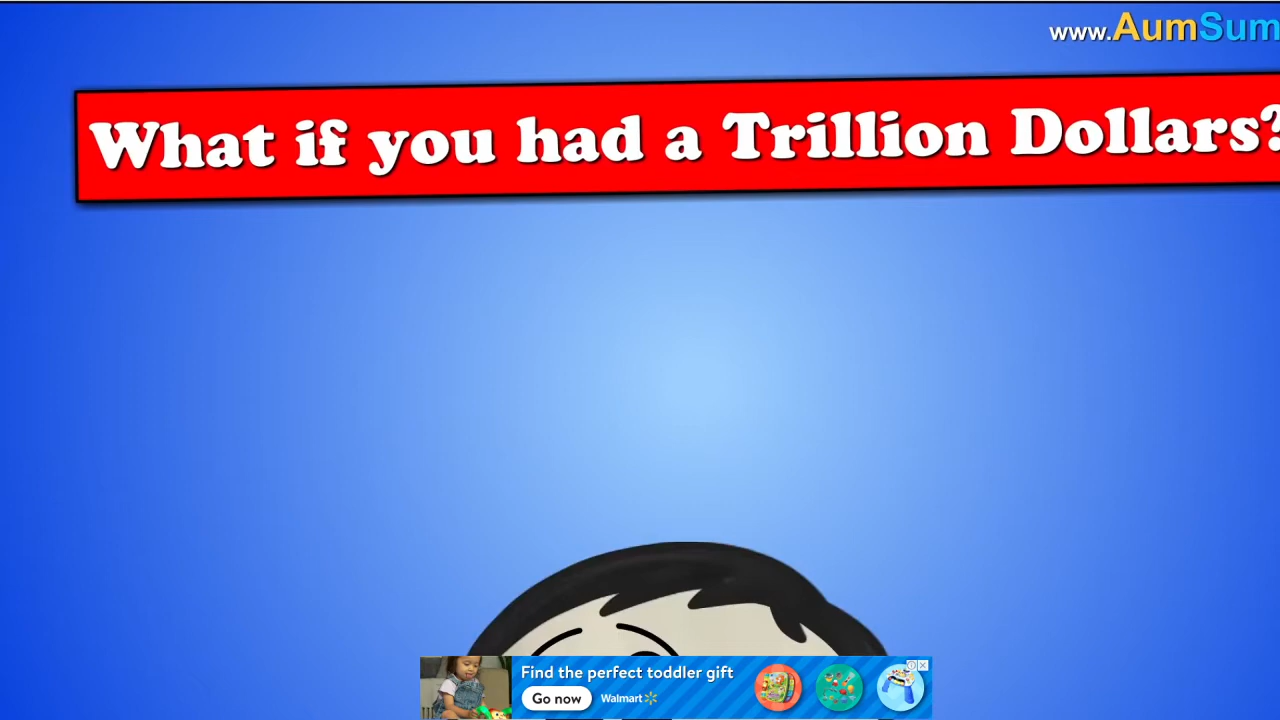 www.AumSum
What if you had a Trillion Dollars?
Find the perfect toddler gift
Go now Walmart